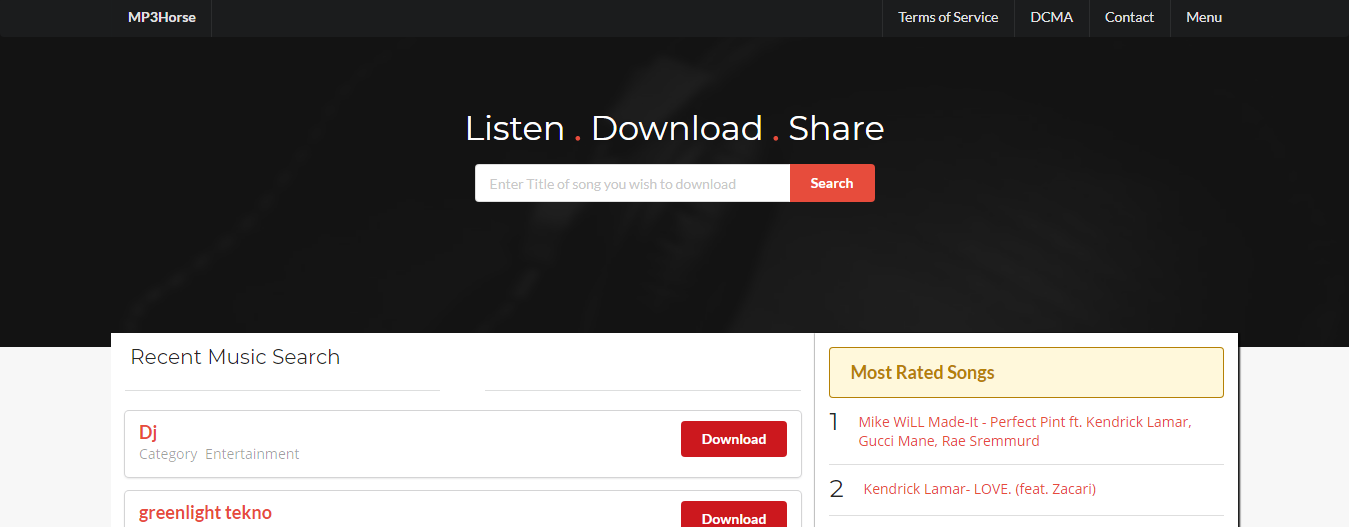 MP3Horse
Terms of Service
DCMA
Contact
Menu
Listen . Download . Share
Enter Title of song you wish to download
Search
Recent Music Search
Dj
Category Entertainment
Download
greenlight tekno
Download
Most Rated Songs
1
Mike WiLL Made-It - Perfect Pint ft. Kendrick Lamar,
Gucci Mane, Rae Sremmurd
2
Kendrick Lamar- LOVE. (feat. Zacari)